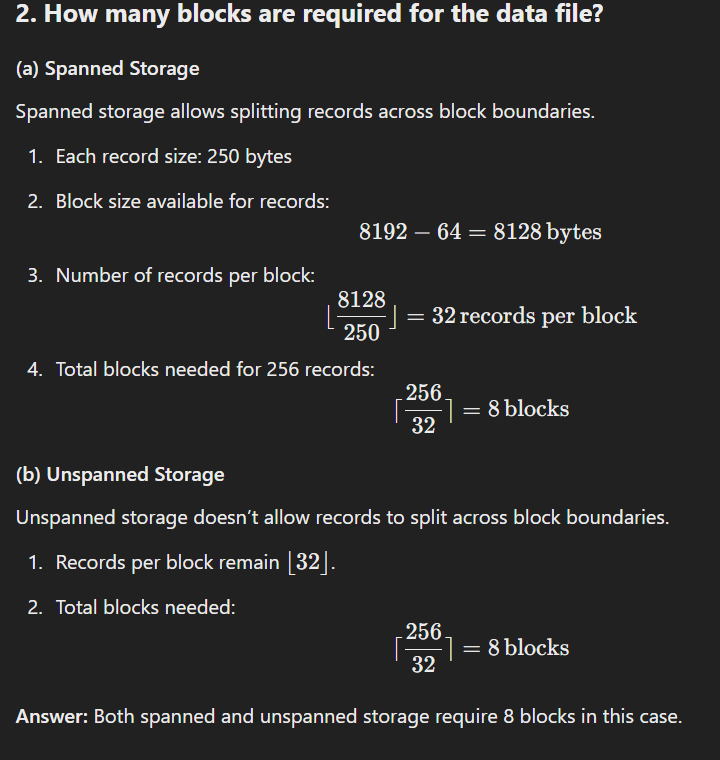 2. How many blocks are required for the data file?
(a) Spanned Storage
Spanned storage allows splitting records across block boundaries.
1. Each record size: 250 bytes
2. Block size available for records:
8192 − 64 = 8128 bytes
3. Number of records per block:
⌊8128/250⌋ = 32 records per block
4. Total blocks needed for 256 records:
⌈256/32⌉ = 8 blocks
(b) Unspanned Storage
Unspanned storage doesn’t allow records to split across block boundaries.
1. Records per block remain ⌊32⌋.
2. Total blocks needed:
⌈256/32⌉ = 8 blocks
Answer: Both spanned and unspanned storage require 8 blocks in this case.